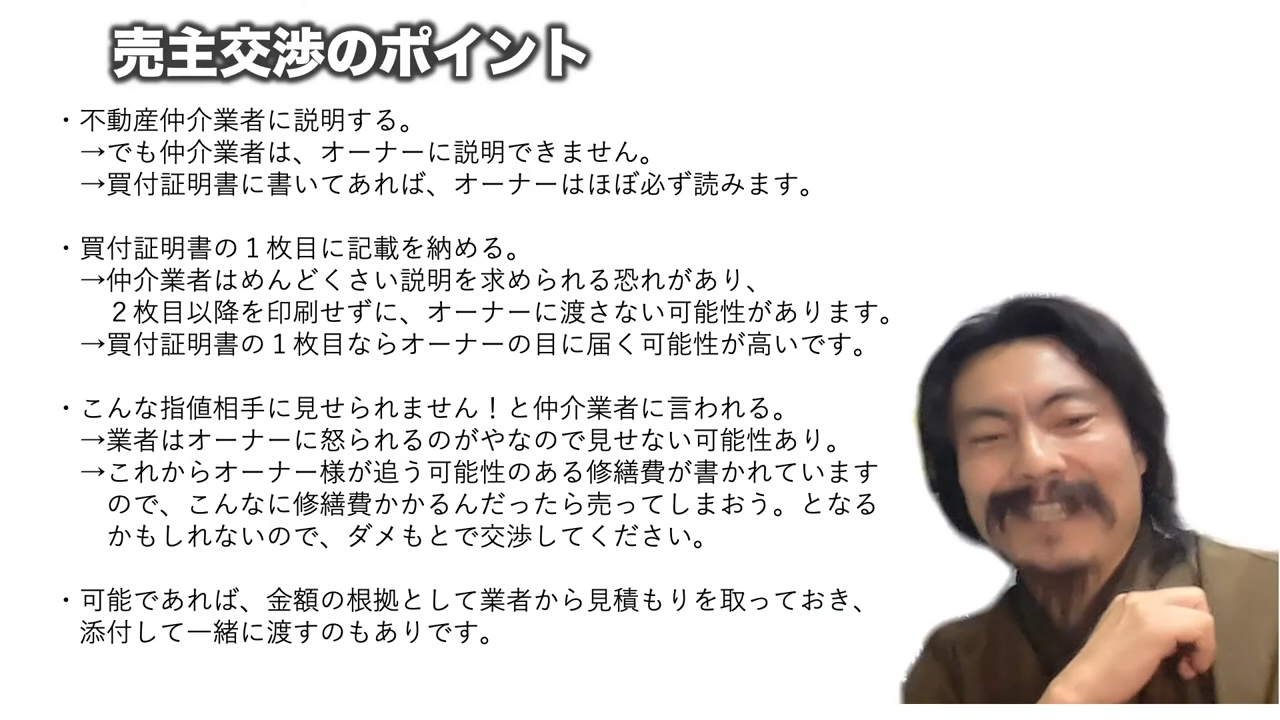 売主交渉のポイント
・不動産仲介業者に説明する。
→でも仲介業者は、オーナーに説明できません。
→買付証明書に書いてあれば、オーナーはほぼ必ず読みます。
・買付証明書の１枚目に記載を納める。
→仲介業者はめんどくさい説明を求められる恐れがあり、
２枚目以降を印刷せずに、オーナーに渡さない可能性があります。
→買付証明書の１枚目ならオーナーの目に届く可能性が高いです。
・こんな指値相手に見せられません！と仲介業者に言われる。
→業者はオーナーに怒られるのがやなので見せない可能性あり。
→これからオーナー様が追う可能性のある修繕費が書かれています
ので、こんなに修繕費かかるんだったら売ってしまおう。となる
かもしれないので、ダメもとで交渉してください。
・可能であれば、金額の根拠として業者から見積もりを取っておき、
添付して一緒に渡すのもありです。